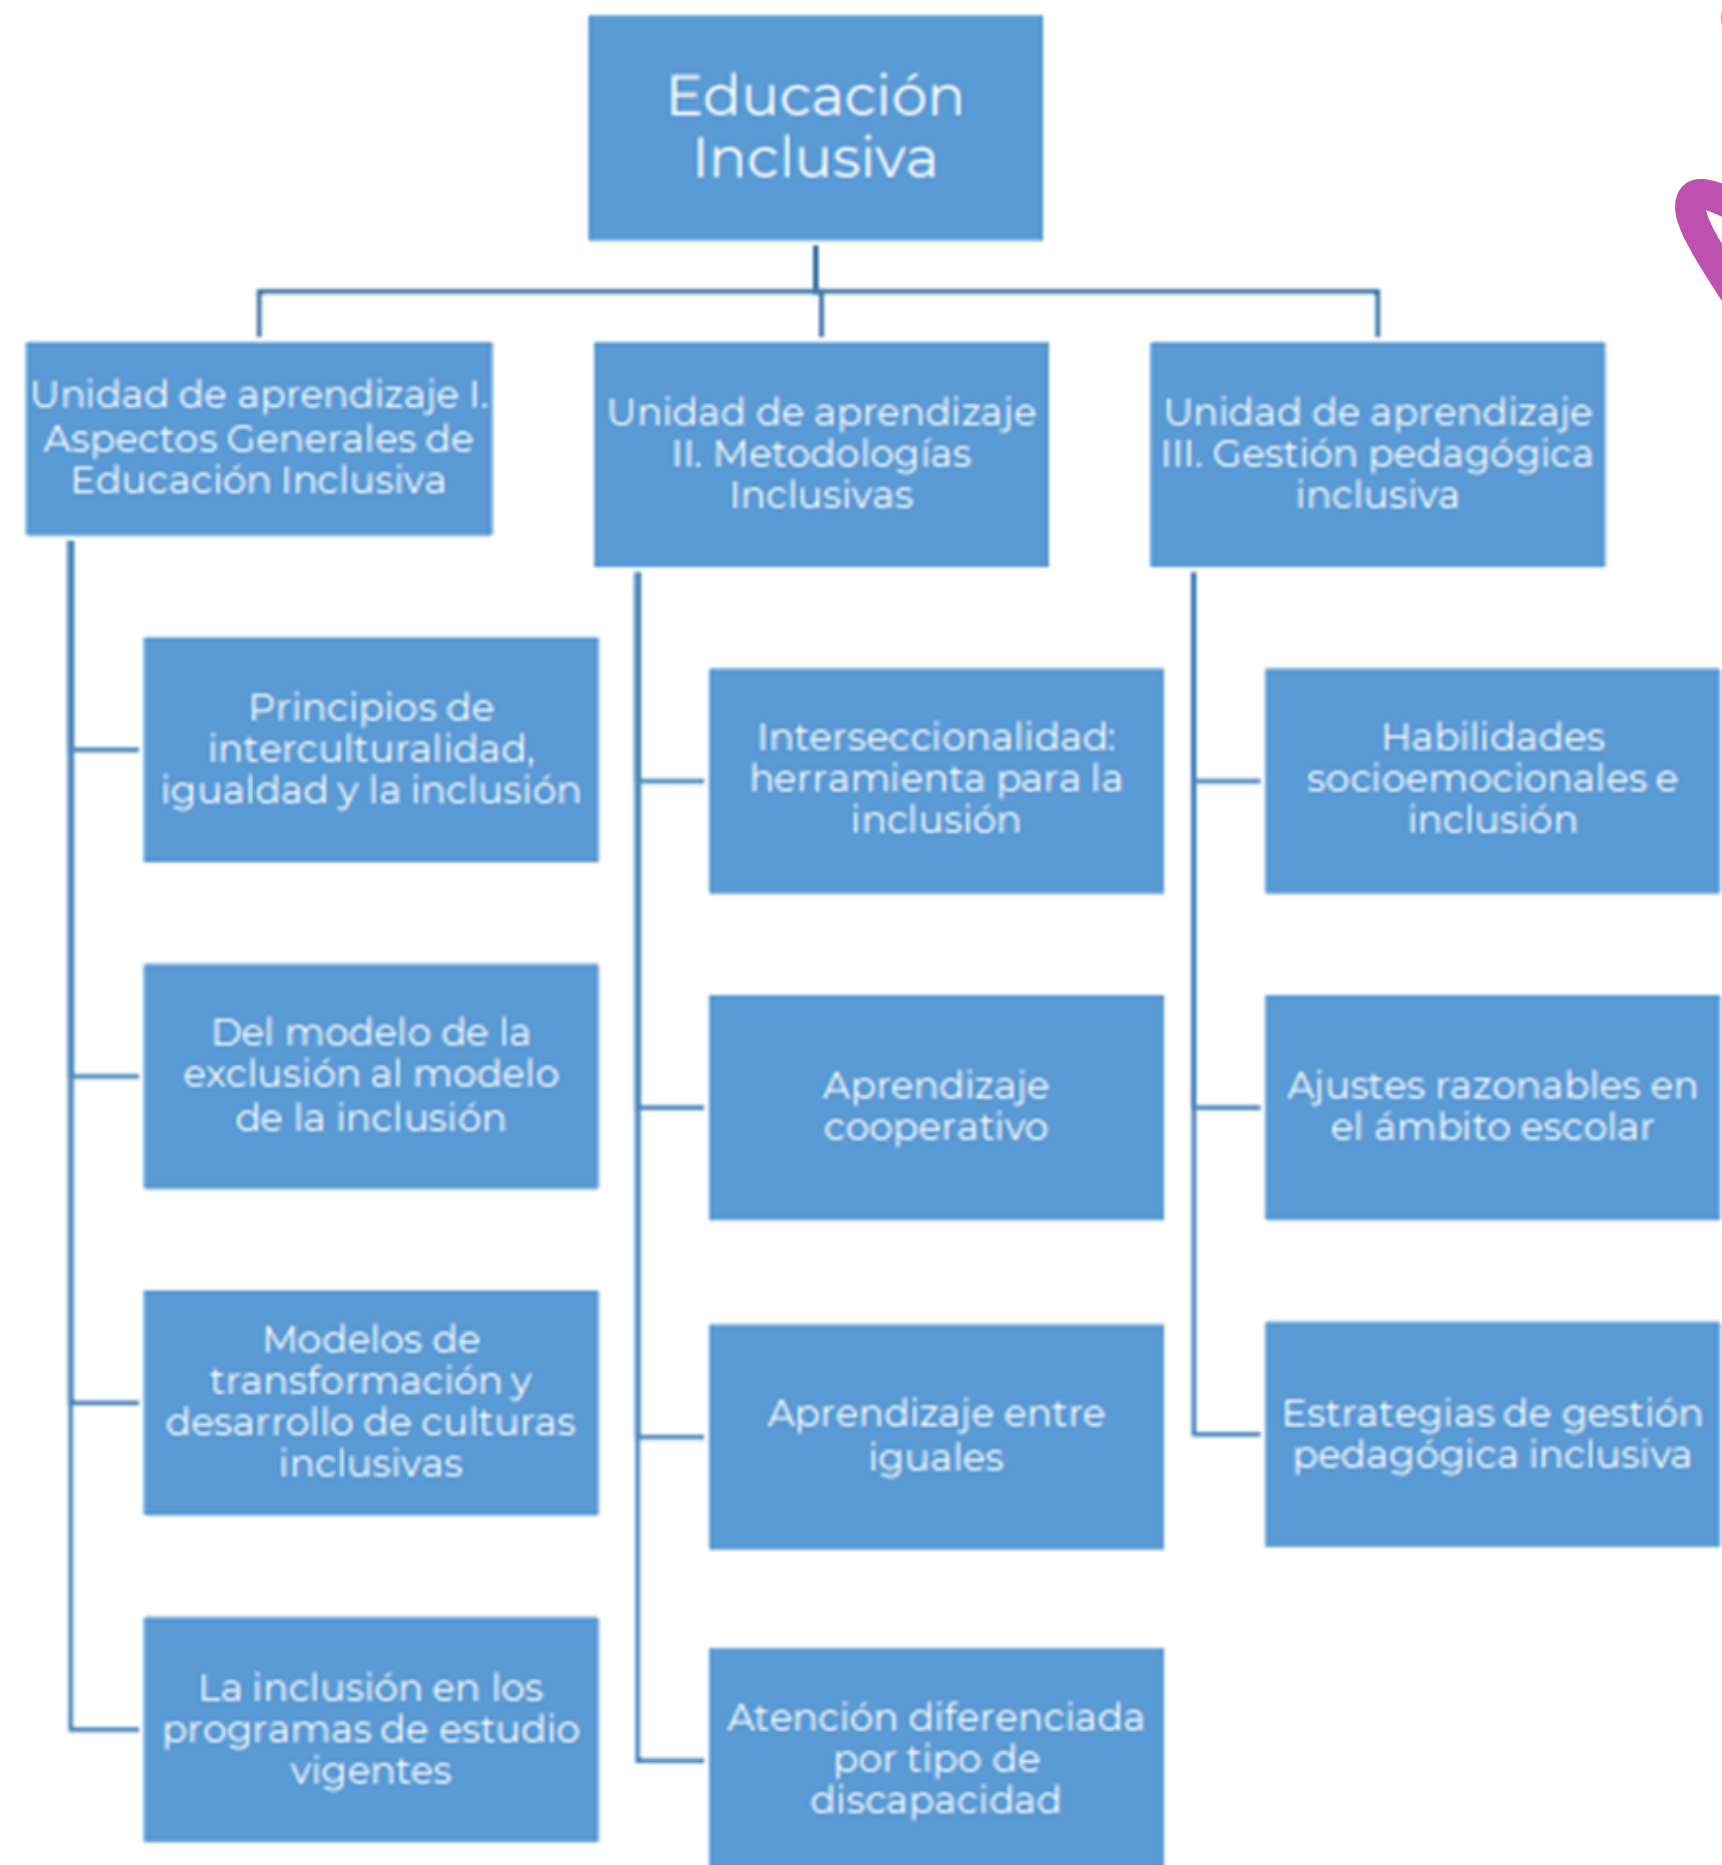 Educación
Inclusiva
Unidad de aprendizaje I.
Aspectos Generales de
Educación Inclusiva
Principios de
interculturalidad,
igualdad y la inclusión
Del modelo de la
exclusión al modelo
de la inclusión
Modelos de
transformación y
desarrollo de culturas
inclusivas
La inclusión en los
programas de estudio
vigentes
Unidad de aprendizaje
II. Metodologías
Inclusivas
Interseccionalidad:
herramienta para la
inclusión
Aprendizaje
cooperativo
Aprendizaje entre
iguales
Atención diferenciada
por tipo de
discapacidad
Unidad de aprendizaje
III. Gestión pedagógica
inclusiva
Habilidades
socioemocionales e
inclusión
Ajustes razonables en
el ámbito escolar
Estrategias de gestión
pedagógica inclusiva